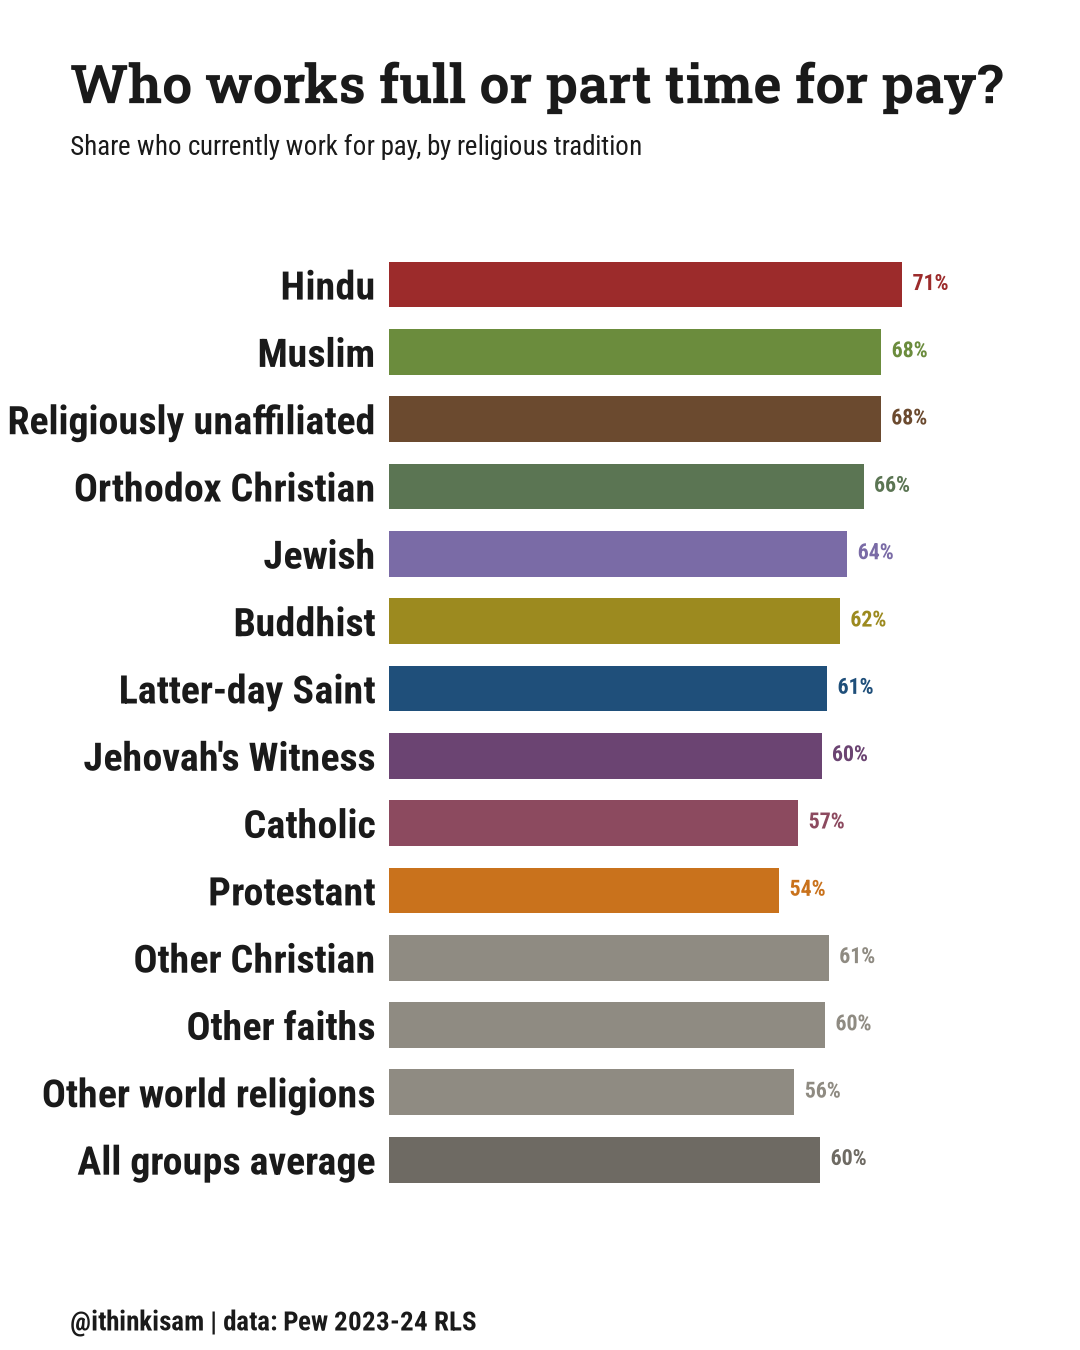 Who works full or part time for pay?
Share who currently work for pay, by religious tradition
Hindu 71%
Muslim 68%
Religiously unaffiliated 68%
Orthodox Christian 66%
Jewish 64%
Buddhist 62%
Latter-day Saint 61%
Jehovah's Witness 60%
Catholic 57%
Protestant 54%
Other Christian 61%
Other faiths 60%
Other world religions 56%
All groups average 60%
@ithinkisam | data: Pew 2023-24 RLS